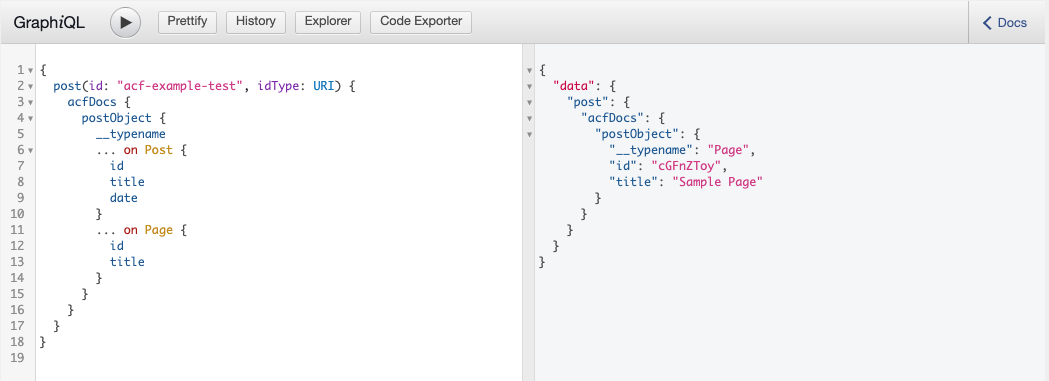 GraphiQL Prettify History Explorer Code Exporter Docs
1 {
2 post(id: "acf-example-test", idType: URI) {
3 acfDocs {
4 postObject {
5 __typename
6 ... on Post {
7 id
8 title
9 date
10 }
11 ... on Page {
12 id
13 title
14 }
15 }
16 }
17 }
18 }
19
{
"data": {
"post": {
"acfDocs": {
"postObject": {
"__typename": "Page",
"id": "cGFnZToy",
"title": "Sample Page"
}
}
}
}
}